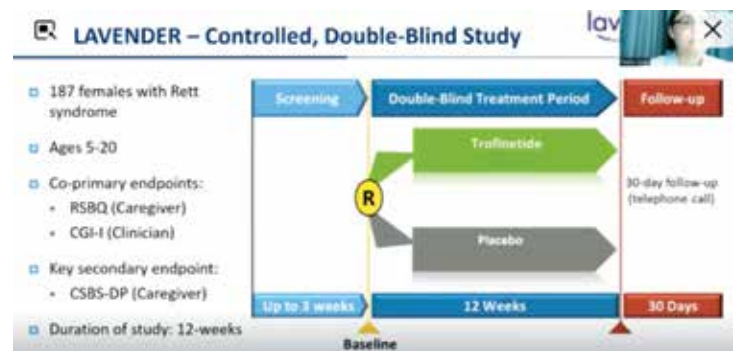 LAVENDER – Controlled, Double-Blind Study
lav
187 females with Rett
syndrome
Ages 5-20
Co-primary endpoints:
RSBQ (Caregiver)
CGI-I (Clinician)
Key secondary endpoint:
CSBS-DP (Caregiver)
Duration of study: 12-weeks
Screening
Double-Blind Treatment Period
Follow-up
Trofinetide
R
Placebo
30-day follow-up
(telephone call)
Up to 3 weeks
12 Weeks
30 Days
Baseline